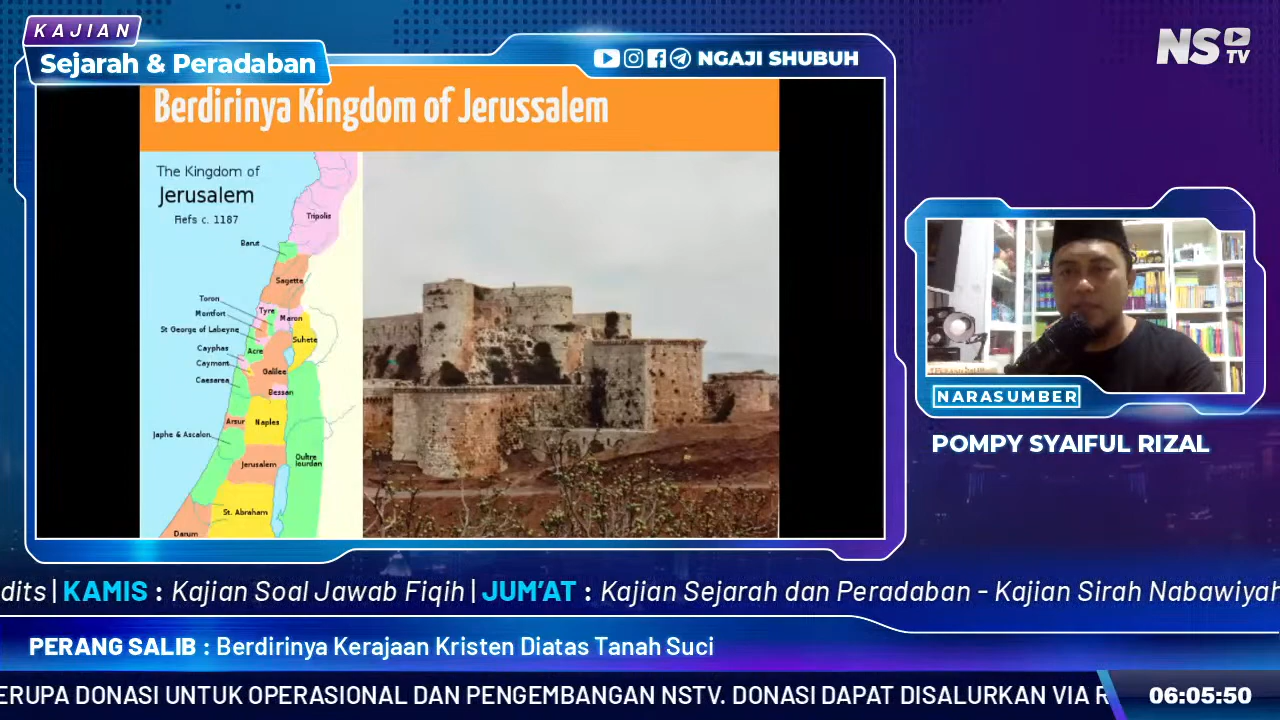 KAJIAN
Sejarah & Peradaban
NGAJI SHUBUH
NS TV
Berdirinya Kingdom of Jerussalem
The Kingdom of
Jerusalem
Fiefs c. 1187
Tripolis
Barut
Sagette
Toron
Tyre
Montfort
Maron
St George of Labeyne
Suhete
Cayphas
Acre
Caymont
Galilee
Caesarea
Bessan
Arsur
Naples
Japhe & Ascalon
Jerusalem
Oultre
Jourdan
St. Abraham
Darum
NARASUMBER
POMPY SYAIFUL RIZAL
dits | KAMIS : Kajian Soal Jawab Fiqih | JUM'AT : Kajian Sejarah dan Peradaban - Kajian Sirah Nabawiyah
PERANG SALIB : Berdirinya Kerajaan Kristen Diatas Tanah Suci
ERUPA DONASI UNTUK OPERASIONAL DAN PENGEMBANGAN NSTV. DONASI DAPAT DISALURKAN VIA R
06:05:50